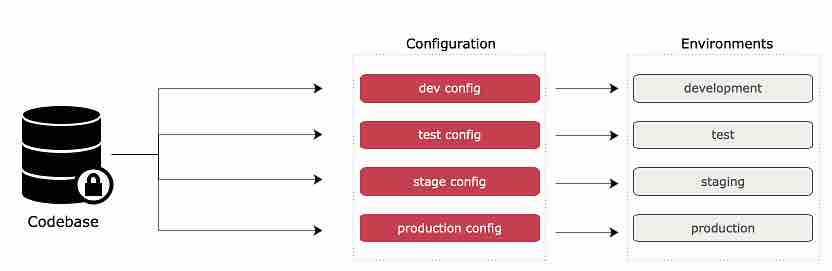 Configuration
Environments
dev config
development
test config
test
stage config
staging
production config
production
Codebase